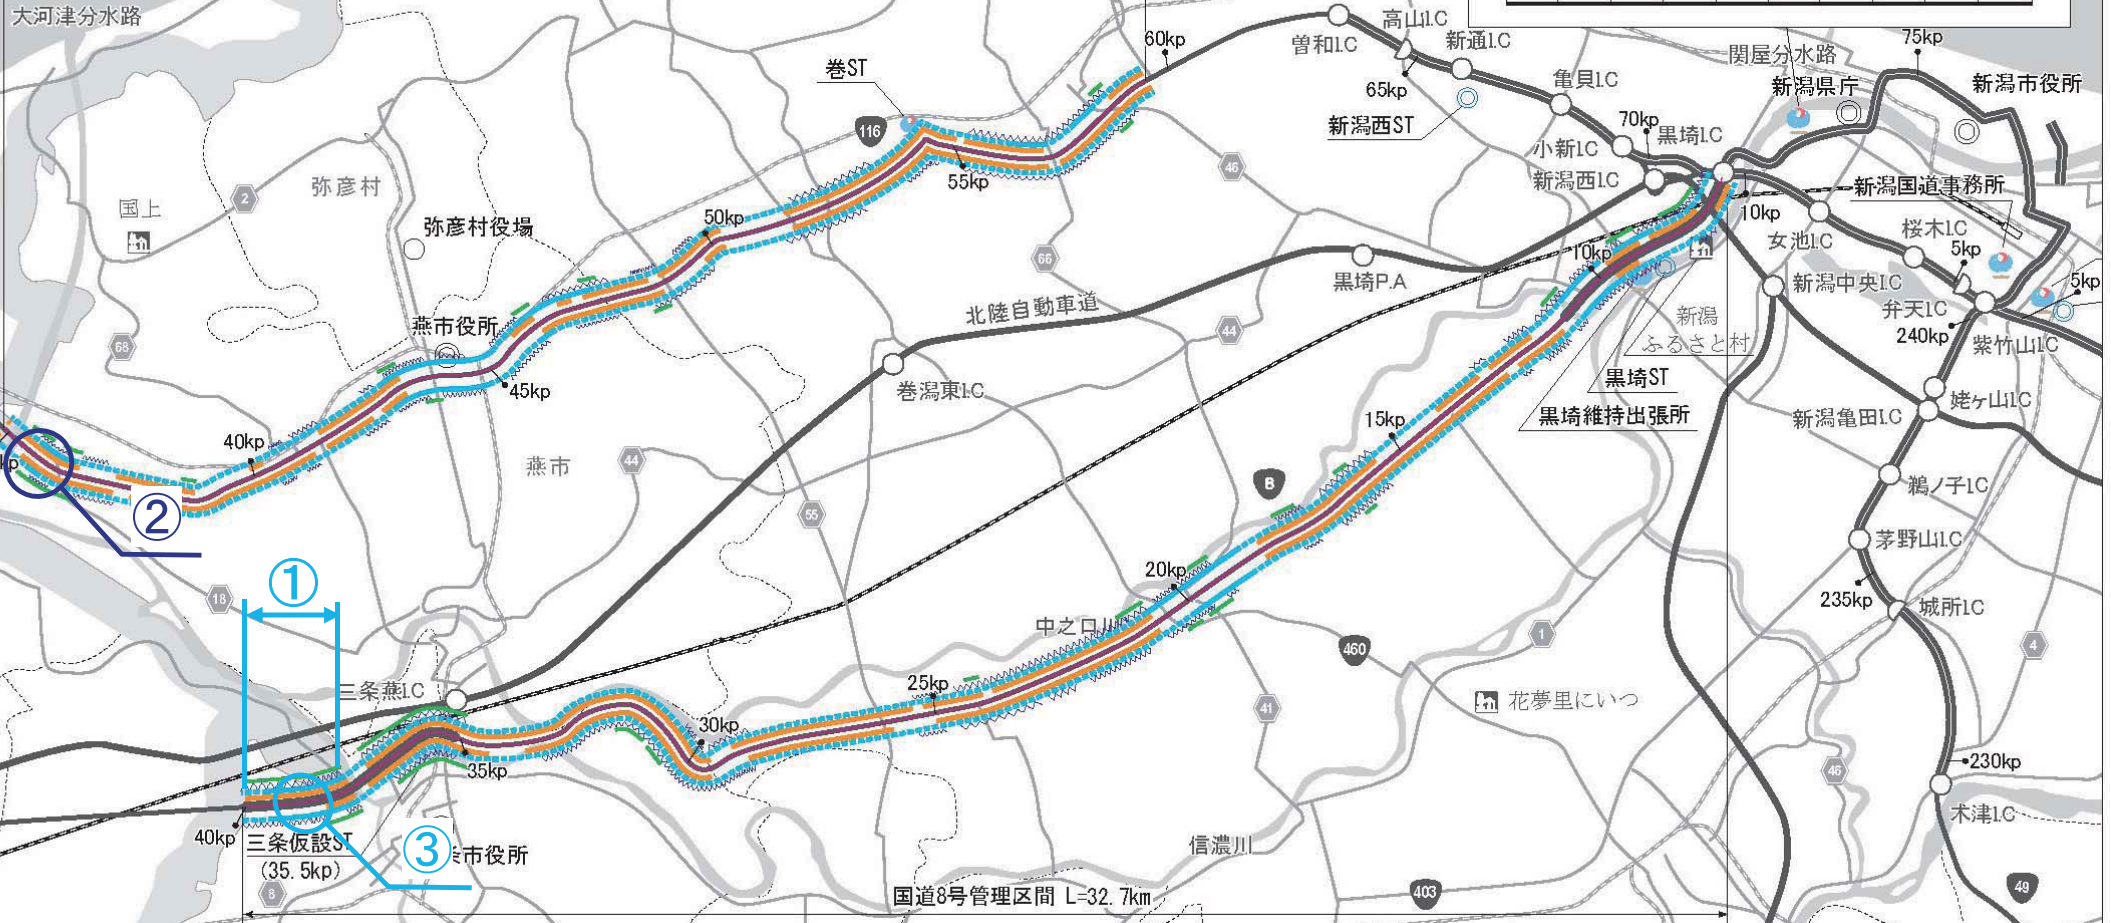 大河津分水路
60kp
高山I.C
曽和I.C
新通I.C
関屋分水路
75kp
巻ST
65kp
亀貝I.C
新潟県庁
新潟市役所
新潟西ST
116
70kp
黒埼I.C
小新I.C
新潟西I.C
55kp
46
新潟国道事務所
弥彦村
2
国上
弥彦村役場
50kp
10kp
女池I.C
桜木I.C
5kp
66
黒埼P.A
10kp
新潟中央I.C
5kp
弁天I.C
北陸自動車道
新潟
ふるさと村
240kp
紫竹山I.C
燕市役所
44
68
45kp
巻潟東I.C
黒埼ST
姥ヶ山I.C
黒埼維持出張所
新潟亀田I.C
15kp
40kp
kp
燕市
44
B
鵜ノ子I.C
②
55
茅野山I.C
①
20kp
18
235kp
城所I.C
中之口川
460
1
4
三条燕I.C
25kp
41
花夢里にいつ
30kp
35kp
46
230kp
40kp
三条仮設ST
(35.5kp)
③
条市役所
信濃川
木津I.C
8
国道8号管理区間 L=32.7km
403
49